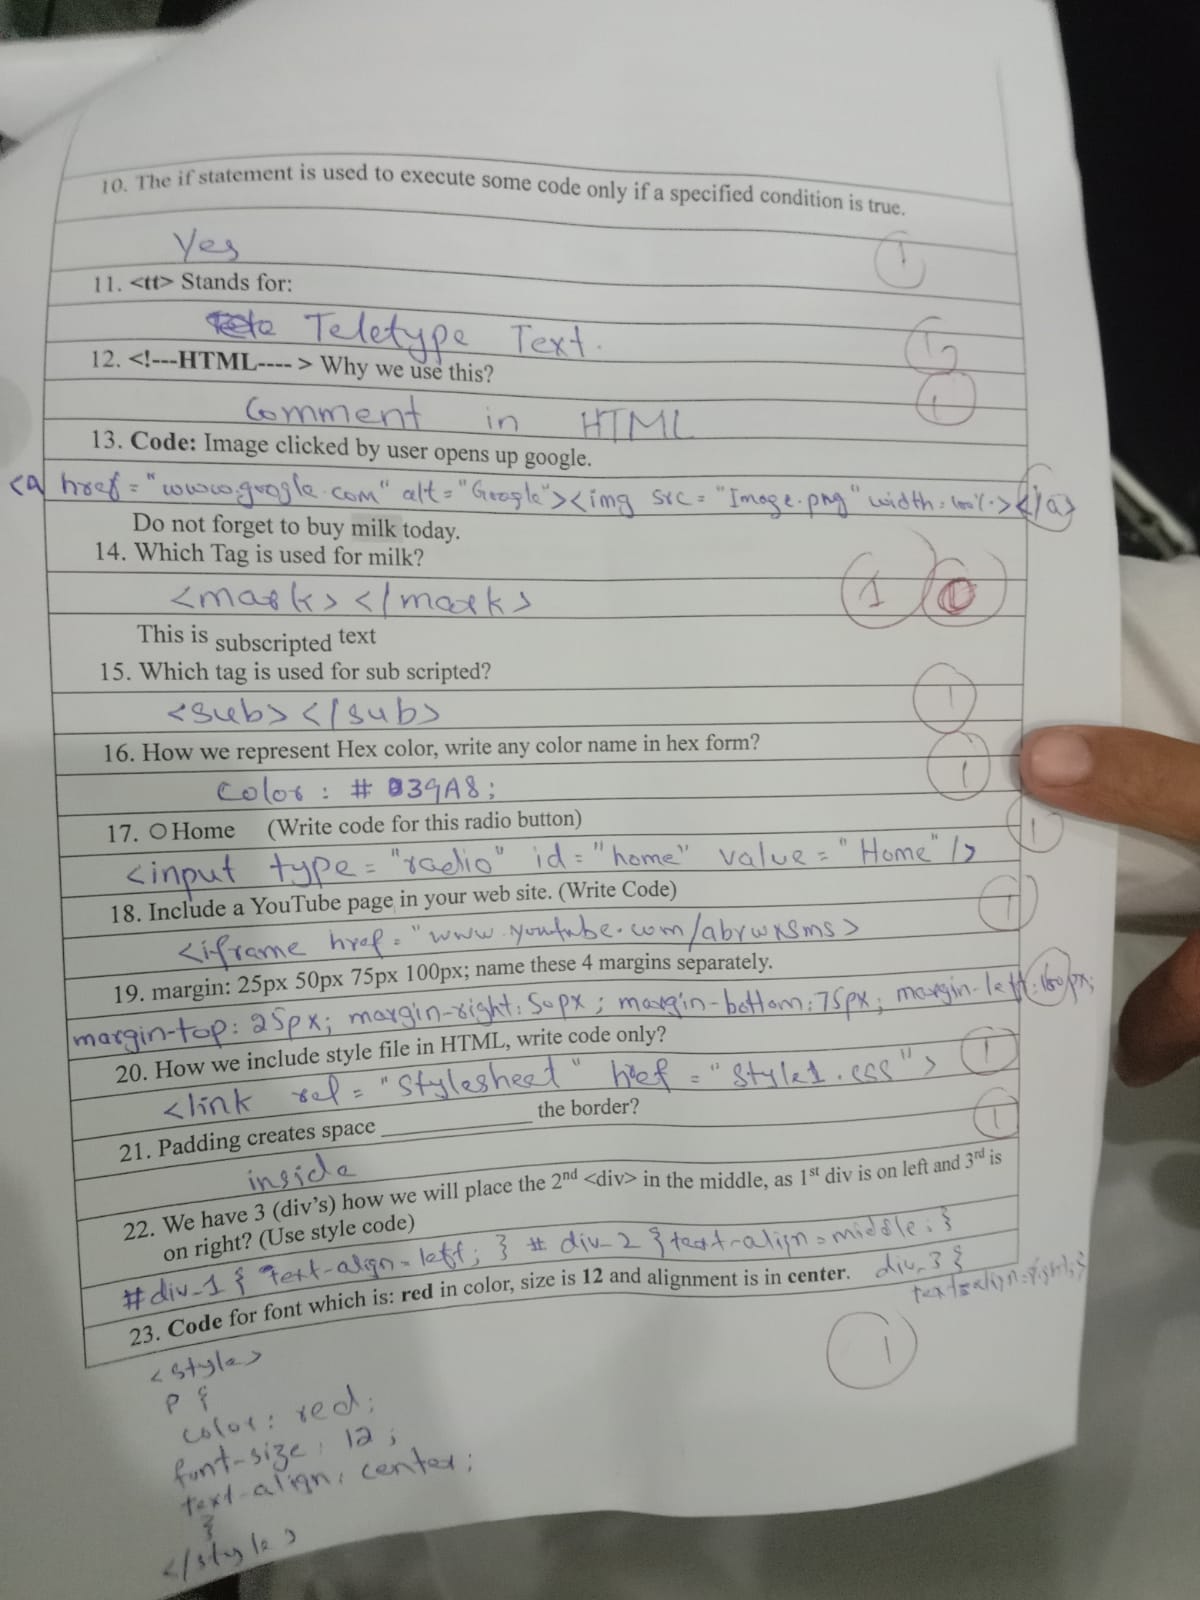 10. The if statement is used to execute some code only if a specified condition is true.
Yes
1
11. <tt> Stands for:
Teletype Text.
1
12. <!---HTML---- > Why we use this?
1
Comment in HTML
13. Code: Image clicked by user opens up google.
<a href="www.google.com" alt="Google"><img src="Image.png" width=100%></a>
Do not forget to buy milk today.
14. Which Tag is used for milk?
<mark></mark>
1
This is subscripted text
15. Which tag is used for sub scripted?
<sub></sub>
1
16. How we represent Hex color, write any color name in hex form?
Color: #039A8;
1
17. O Home (Write code for this radio button)
1
<input type="radio" id="home" value="Home"/>
18. Include a YouTube page in your web site. (Write Code)
1
<iframe href="www.youtube.com/abrwxsms>
19. margin: 25px 50px 75px 100px; name these 4 margins separately.
margin-top: 25px; margin-right: 50px; margin-bottom: 75px; margin-left: 100px;
20. How we include style file in HTML, write code only?
<link rel="Stylesheet" href="Style1.css">
1
21. Padding creates space ______________ the border?
1
inside
22. We have 3 (div's) how we will place the 2nd <div> in the middle, as 1st div is on left and 3rd is
on right? (Use style code)
#div_1{ Text-align=left; } #div_2 {text-align=middle;}
div_3{
text-align=right;}
23. Code for font which is: red in color, size is 12 and alignment is in center.
1
<style>
p {
color: red;
font-size: 12;
text-align: center;
}
</style>